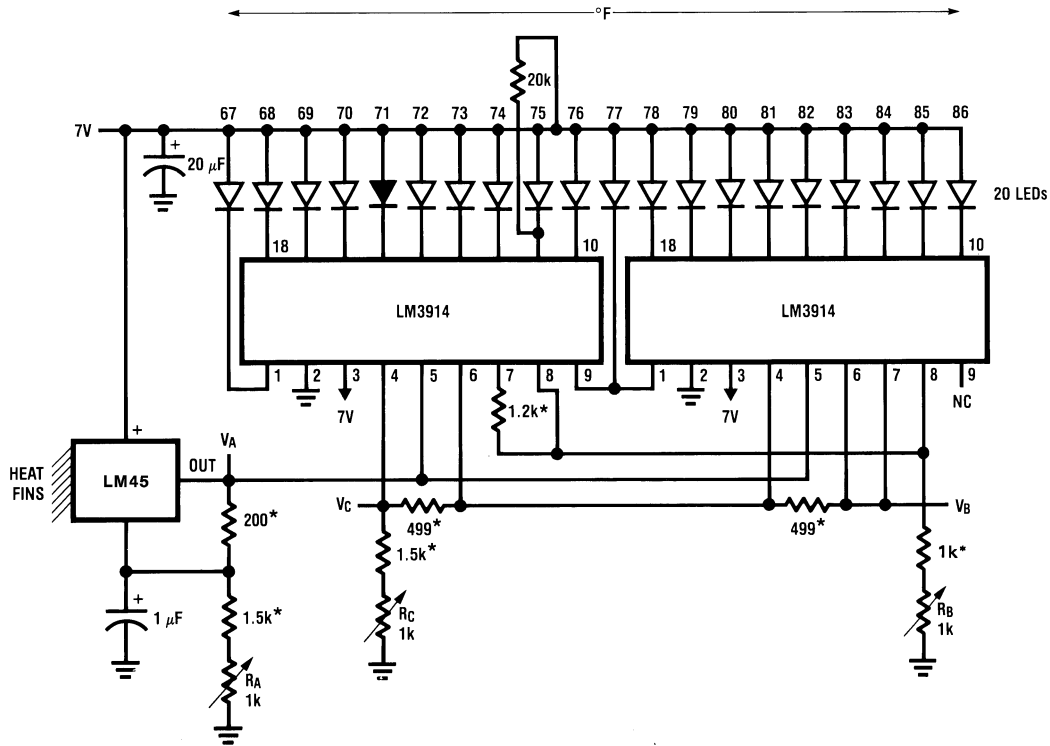 °F
20k
67 68 69 70 71 72 73 74 75 76 77 78 79 80 81 82 83 84 85 86
7V
+
20 μF
20 LEDs
18 10 18 10
LM3914 LM3914
1 2 3 4 5 6 7 8 9 1 2 3 4 5 6 7 8 9
7V 1.2k* 7V NC
+
VA
HEAT FINS
LM45
OUT
VC
499*
499*
VB
200*
1.5k*
1k*
+
1 μF
1.5k*
RC
1k
RB
1k
RA
1k